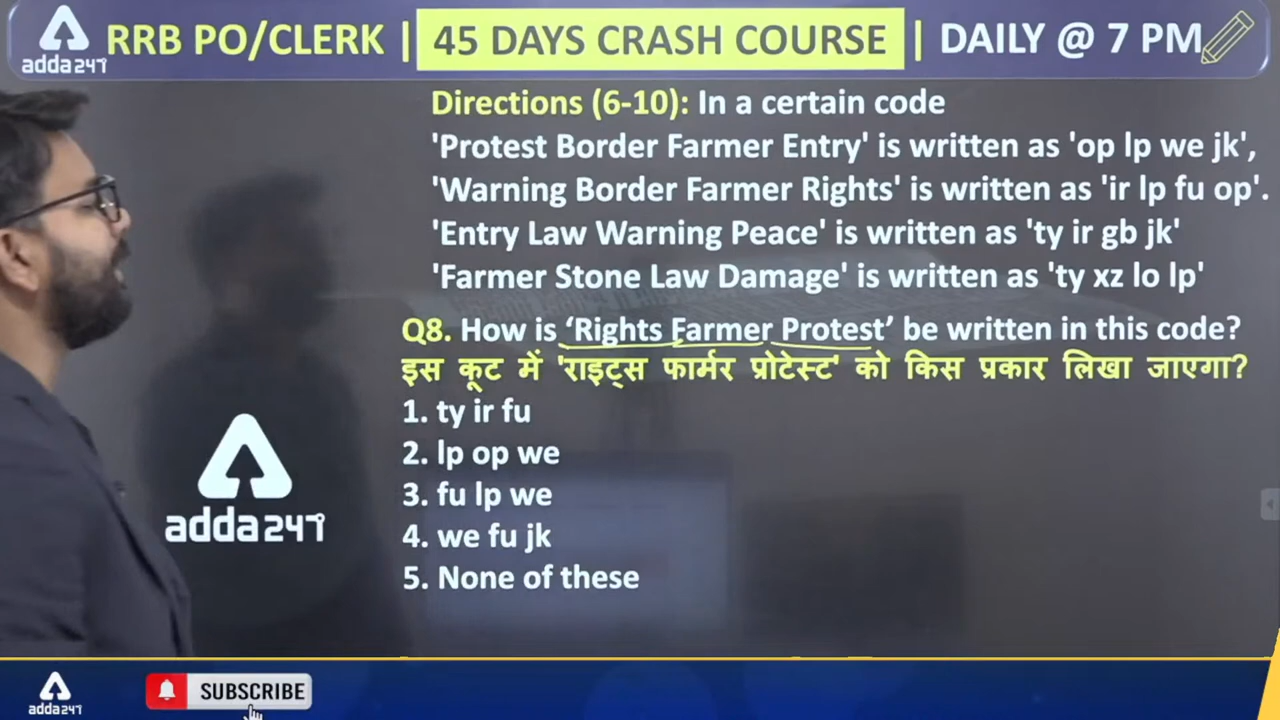 adda247
RRB PO/CLERK | 45 DAYS CRASH COURSE | DAILY @ 7 PM
Directions (6-10): In a certain code
'Protest Border Farmer Entry' is written as 'op lp we jk',
'Warning Border Farmer Rights' is written as 'ir lp fu op'.
'Entry Law Warning Peace' is written as 'ty ir gb jk'
'Farmer Stone Law Damage' is written as 'ty xz lo lp'
Q8. How is ‘Rights Farmer Protest’ be written in this code?
इस कूट में 'राइट्स फार्मर प्रोटेस्ट' को किस प्रकार लिखा जाएगा?
1. ty ir fu
2. lp op we
3. fu lp we
4. we fu jk
5. None of these
adda247
adda247
SUBSCRIBE